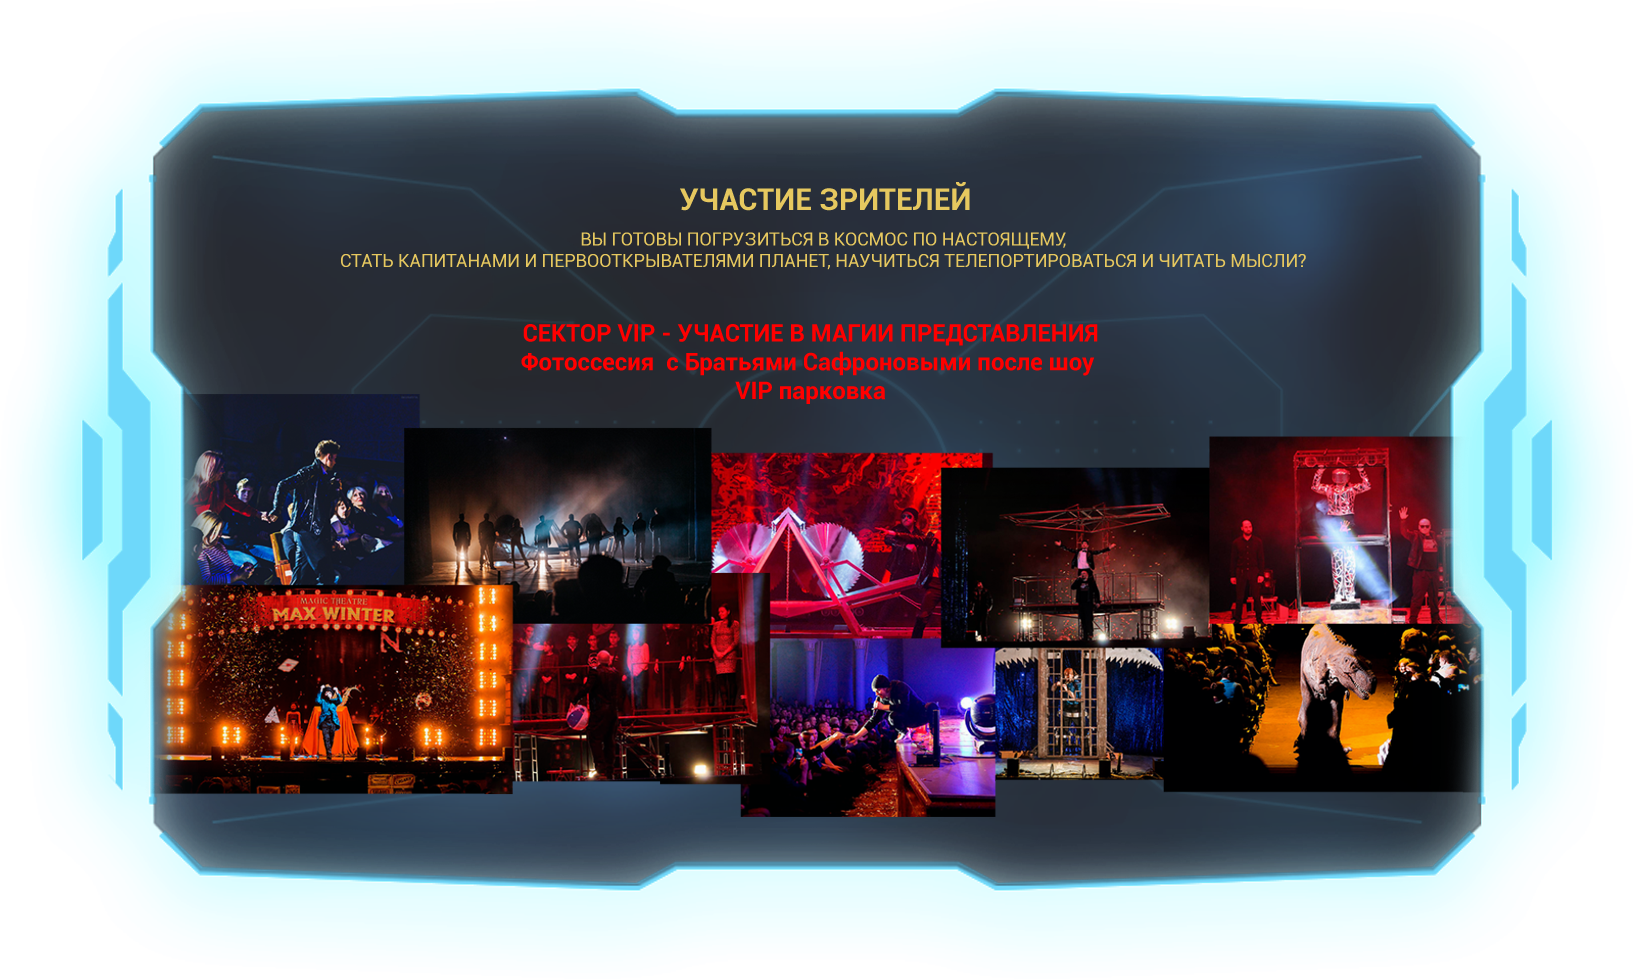 УЧАСТИЕ ЗРИТЕЛЕЙ
ВЫ ГОТОВЫ ПОГРУЗИТЬСЯ В КОСМОС ПО НАСТОЯЩЕМУ,
СТАТЬ КАПИТАНАМИ И ПЕРВООТКРЫВАТЕЛЯМИ ПЛАНЕТ, НАУЧИТЬСЯ ТЕЛЕПОРТИРОВАТЬСЯ И ЧИТАТЬ МЫСЛИ?
СЕКТОР VIP - УЧАСТИЕ В МАГИИ ПРЕДСТАВЛЕНИЯ
Фотоссесия с Братьями Сафроновыми после шоу
VIP парковка
MAGIC THEATRE
MAX WINTER